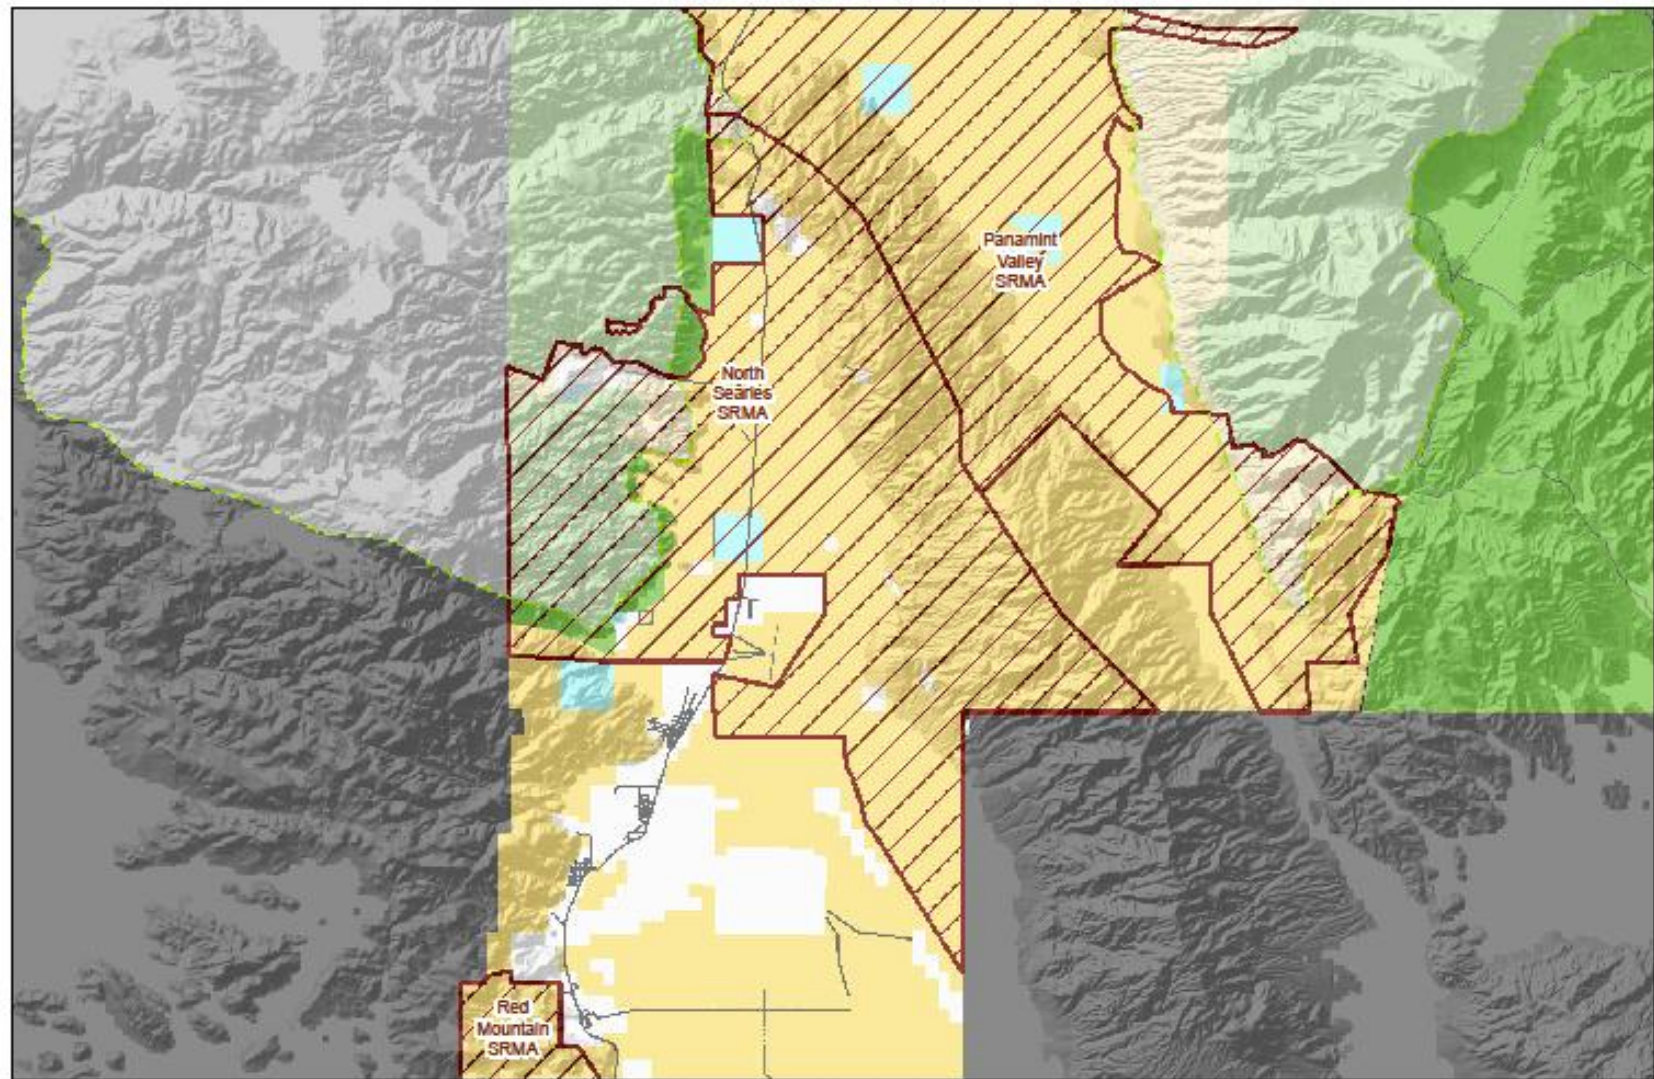 Panamint
Valley
SRMA
North
Searles
SRMA
Red
Mountain
SRMA